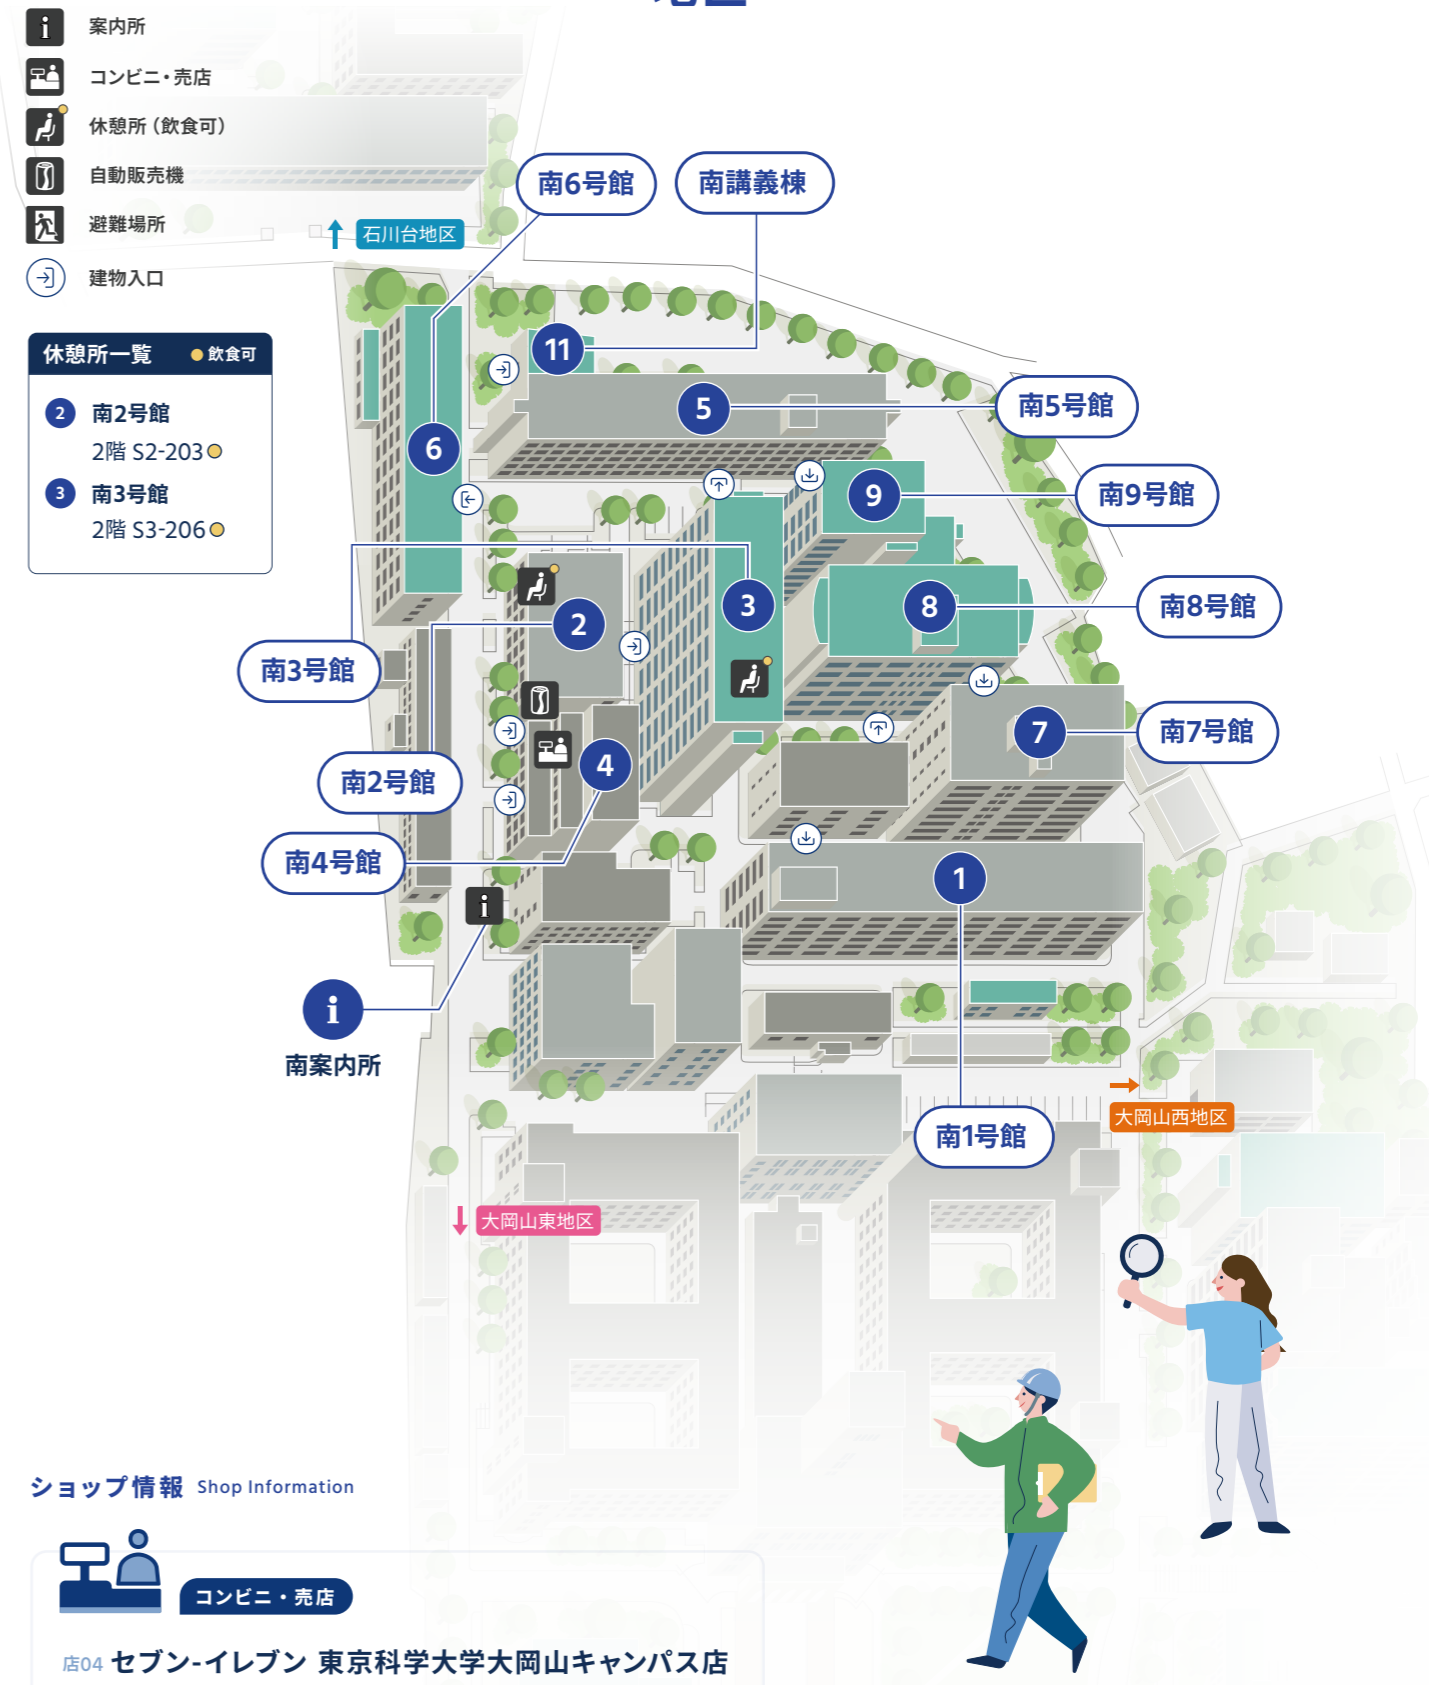 案内所
コンビニ・売店
休憩所（飲食可）
自動販売機
避難場所
建物入口
石川台地区
南6号館
南講義棟
休憩所一覧
飲食可
2 南2号館
2階 S2-203
3 南3号館
2階 S3-206
11
5
南5号館
6
9
南9号館
3
2
8
南8号館
南3号館
7
南7号館
4
南2号館
南4号館
1
i
i
南案内所
南1号館
大岡山西地区
大岡山東地区
ショップ情報 Shop Information
コンビニ・売店
店04 セブン-イレブン 東京科学大学大岡山キャンパス店